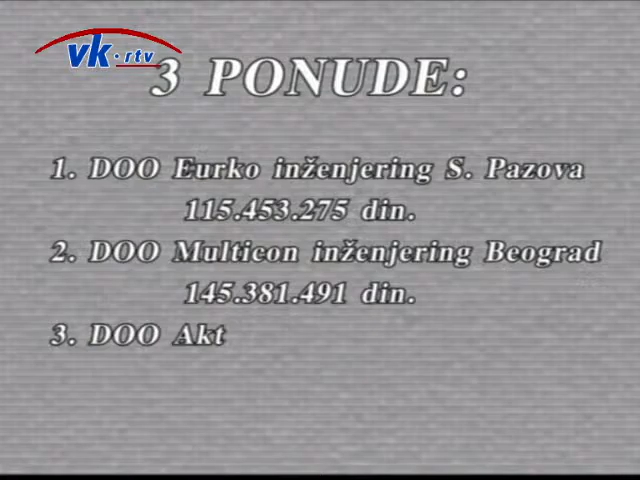 vk·rtv
3 PONUDE:
1. DOO Eurko inženjering S. Pazova
115.453.275 din.
2. DOO Multicon inženjering Beograd
145.381.491 din.
3. DOO Akt